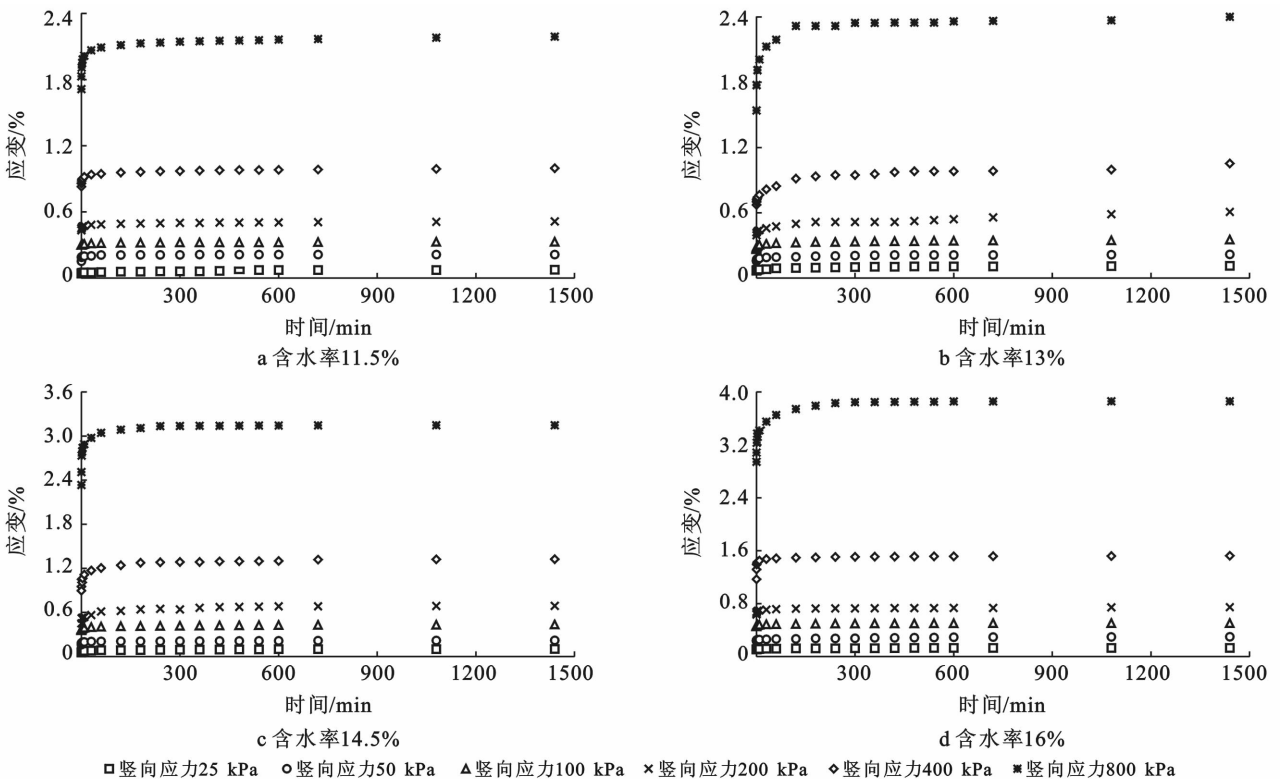 2.4
1.8
1.2
0.6
0
应变/%
300 600 900 1200 1500
时间/min
a 含水率11.5%
2.4
1.8
1.2
0.6
0
应变/%
300 600 900 1200 1500
时间/min
b 含水率13%
3.6
3.0
2.4
1.8
1.2
0.6
0
应变/%
300 600 900 1200 1500
时间/min
c 含水率14.5%
4.0
3.2
2.4
1.6
0.8
0
应变/%
300 600 900 1200 1500
时间/min
d 含水率16%
竖向应力25 kPa 竖向应力50 kPa 竖向应力100 kPa 竖向应力200 kPa 竖向应力400 kPa 竖向应力800 kPa